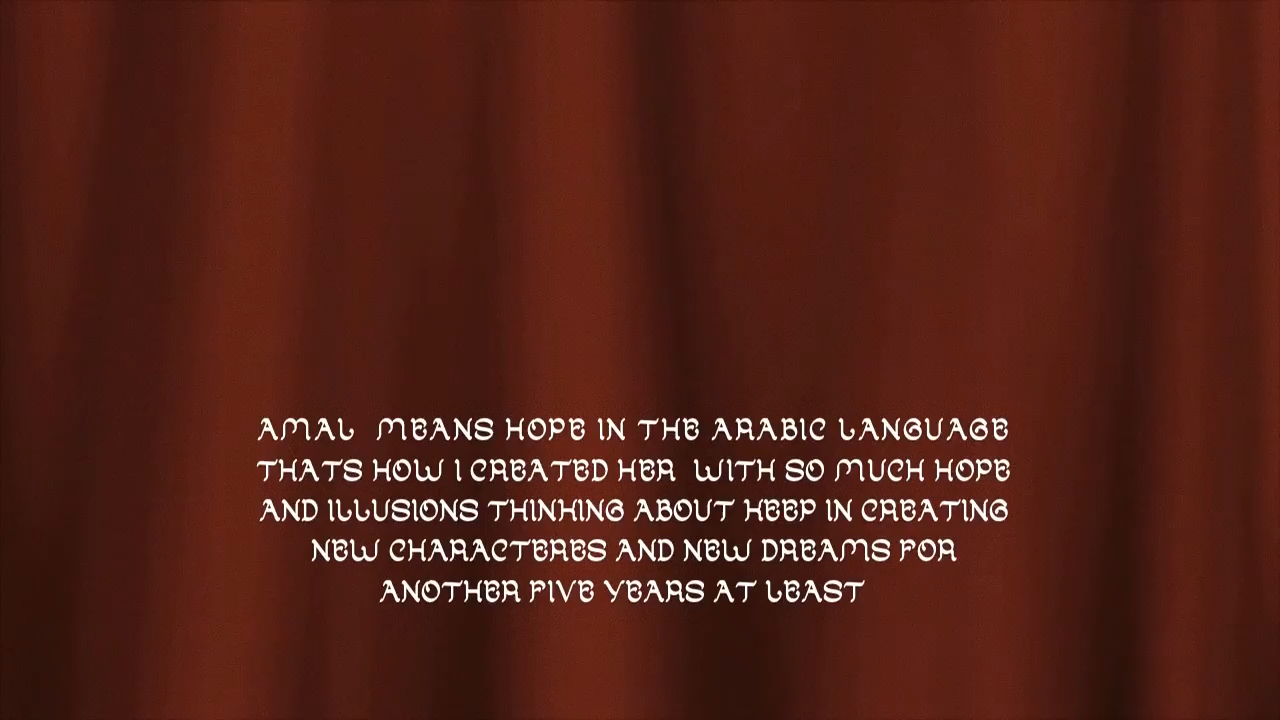 AMAL MEANS HOPE IN THE ARABIC LANGUAGE
THATS HOW I CREATED HER WITH SO MUCH HOPE
AND ILLUSIONS THINKING ABOUT KEEP IN CREATING
NEW CHARACTERES AND NEW DREAMS FOR
ANOTHER FIVE YEARS AT LEAST